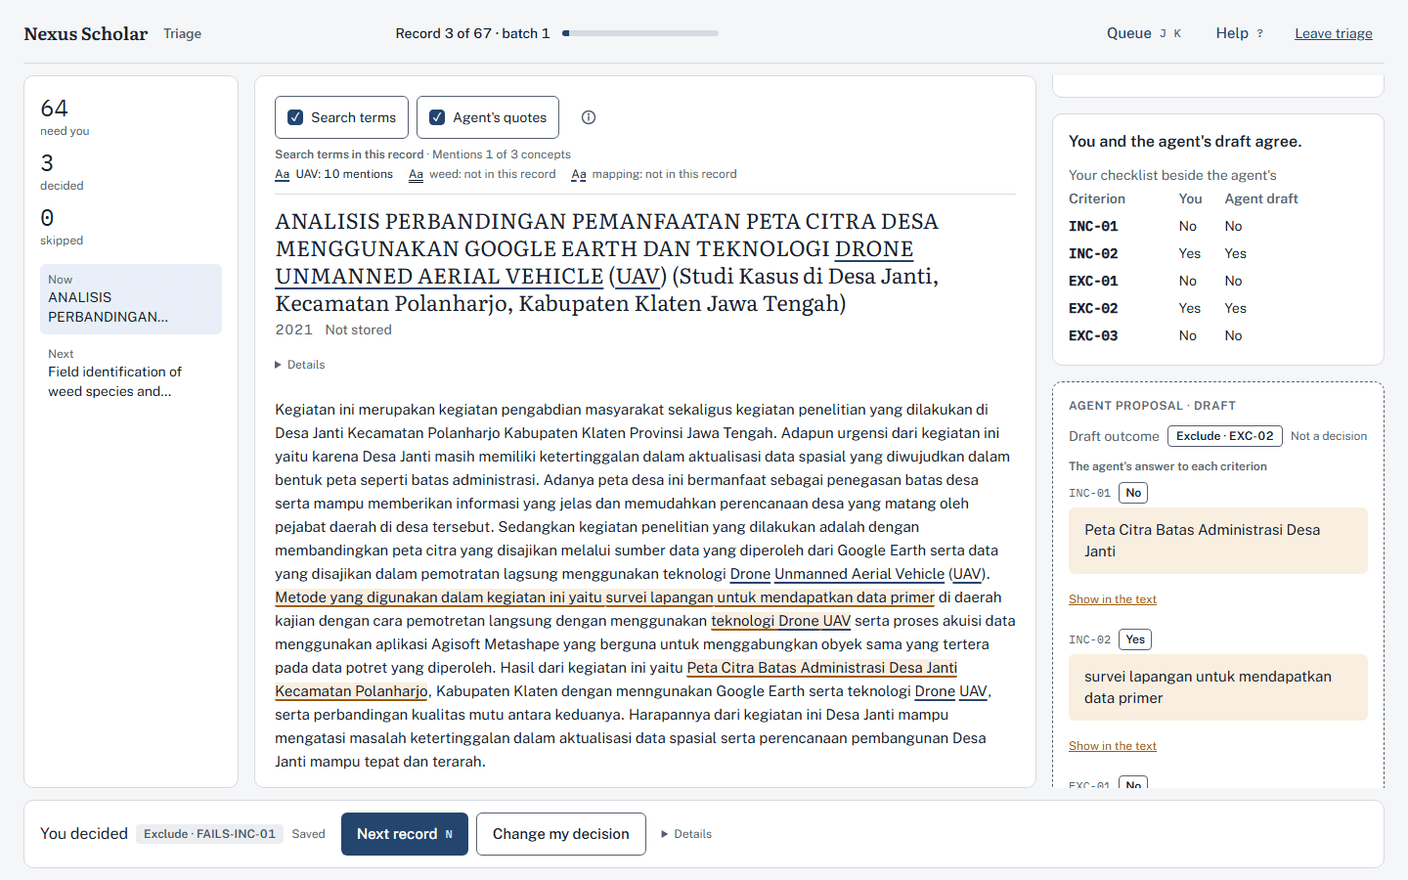 Nexus Scholar Triage
Record 3 of 67 · batch 1
Queue J K Help ? Leave triage
64
need you
3
decided
0
skipped
Now
ANALISIS
PERBANDINGAN...
Next
Field identification of
weed species and...
Search terms Agent's quotes
Search terms in this record · Mentions 1 of 3 concepts
Aa UAV: 10 mentions Aa weed: not in this record Aa mapping: not in this record
ANALISIS PERBANDINGAN PEMANFAATAN PETA CITRA DESA
MENGGUNAKAN GOOGLE EARTH DAN TEKNOLOGI DRONE
UNMANNED AERIAL VEHICLE (UAV) (Studi Kasus di Desa Janti,
Kecamatan Polanharjo, Kabupaten Klaten Jawa Tengah)
2021 Not stored
Details
Kegiatan ini merupakan kegiatan pengabdian masyarakat sekaligus kegiatan penelitian yang dilakukan di
Desa Janti Kecamatan Polanharjo Kabupaten Klaten Provinsi Jawa Tengah. Adapun urgensi dari kegiatan ini
yaitu karena Desa Janti masih memiliki ketertinggalan dalam aktualisasi data spasial yang diwujudkan dalam
bentuk peta seperti batas administrasi. Adanya peta desa ini bermanfaat sebagai penegasan batas desa
serta mampu memberikan informasi yang jelas dan memudahkan perencanaan desa yang matang oleh
pejabat daerah di desa tersebut. Sedangkan kegiatan penelitian yang dilakukan adalah dengan
membandingkan peta citra yang disajikan melalui sumber data yang diperoleh dari Google Earth serta data
yang disajikan dalam pemotratan lagsung menggunakan teknologi Drone Unmanned Aerial Vehicle (UAV).
Metode yang digunakan dalam kegiatan ini yaitu survei lapangan untuk mendapatkan data primer di daerah
kajian dengan cara pemotretan langsung dengan menggunakan teknologi Drone UAV serta proses akuisi data
menggunakan aplikasi Agisoft Metashape yang berguna untuk menggabungkan obyek sama yang tertera
pada data potret yang diperoleh. Hasil dari kegiatan ini yaitu Peta Citra Batas Administrasi Desa Janti
Kecamatan Polanharjo, Kabupaten Klaten dengan menngunakan Google Earth serta teknologi Drone UAV,
serta perbandingan kualitas mutu antara keduanya. Harapannya dari kegiatan ini Desa Janti mampu
mengatasi masalah ketertinggalan dalam aktualisasi data spasial serta perencanaan pembangunan Desa
Janti mampu tepat dan terarah.
You and the agent's draft agree.
Your checklist beside the agent's
Criterion You Agent draft
INC-01 No No
INC-02 Yes Yes
EXC-01 No No
EXC-02 Yes Yes
EXC-03 No No
AGENT PROPOSAL · DRAFT
Draft outcome Exclude · EXC-02 Not a decision
The agent's answer to each criterion
INC-01 No
Peta Citra Batas Administrasi Desa
Janti
Show in the text
INC-02 Yes
survei lapangan untuk mendapatkan
data primer
Show in the text
EXC-01 No
You decided Exclude · FAILS-INC-01 Saved Next record N Change my decision Details